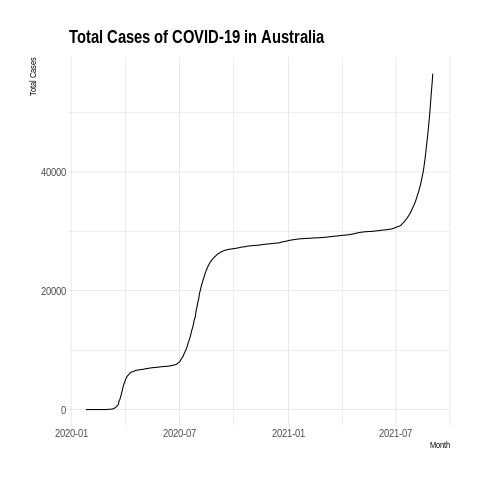 Total Cases of COVID-19 in Australia
Total Cases
40000
20000
0
2020-01 2020-07 2021-01 2021-07
Month